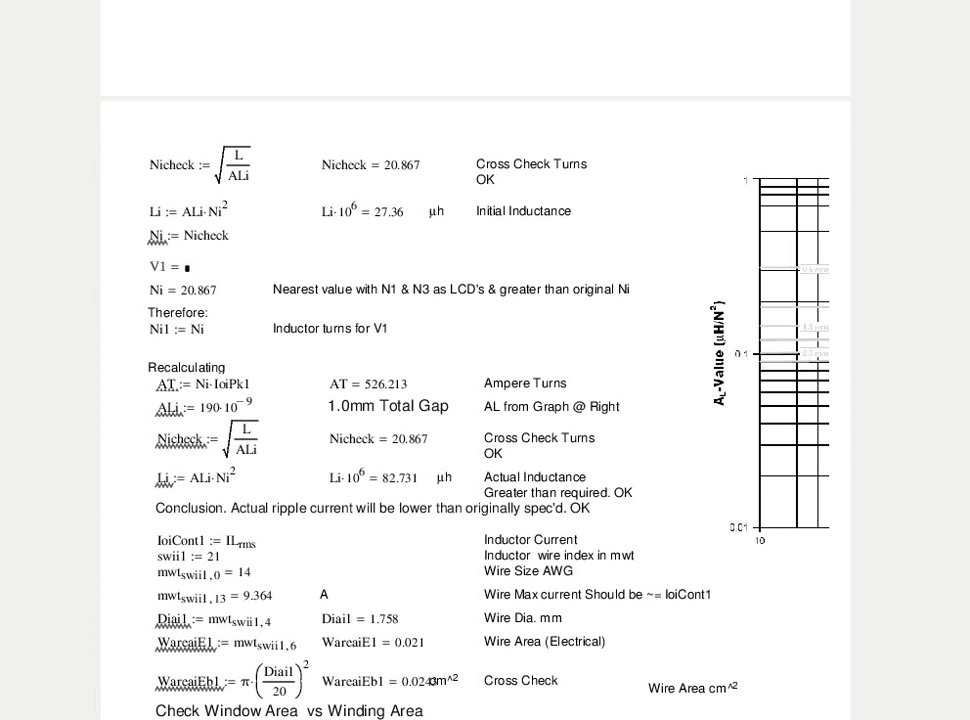 Nicheck := √(L/ALi) Nicheck = 20.867 Cross Check Turns
OK
Li := ALi·Ni² Li·10⁶ = 27.36 μh Initial Inductance
Ni := Nicheck
V1 = ▪
Ni = 20.867 Nearest value with N1 & N3 as LCD's & greater than original Ni
Therefore:
Ni1 := Ni Inductor turns for V1
Recalculating
AT := Ni·IoiPk1 AT = 526.213 Ampere Turns
ALi := 190·10⁻⁹ 1.0mm Total Gap AL from Graph @ Right
Nicheck := √(L/ALi) Nicheck = 20.867 Cross Check Turns
OK
Li := ALi·Ni² Li·10⁶ = 82.731 μh Actual Inductance
Greater than required. OK
Conclusion. Actual ripple current will be lower than originally spec'd. OK
IoiCont1 := ILrms Inductor Current
swii1 := 21 Inductor wire index in mwt
mwtswii1,0 = 14 Wire Size AWG
mwtswii1,13 = 9.364 A Wire Max current Should be ~= IoiCont1
Diai1 := mwtswii1,4 Diai1 = 1.758 Wire Dia. mm
WareaiE1 := mwtswii1,6 WareaiE1 = 0.021 Wire Area (Electrical)
WareaiEb1 := π·(Diai1/20)² WareaiEb1 = 0.0243 cm^2 Cross Check
Wire Area cm^2
Check Window Area vs Winding Area
AL-Value [μH/N²]
1
0.1
0.01
10